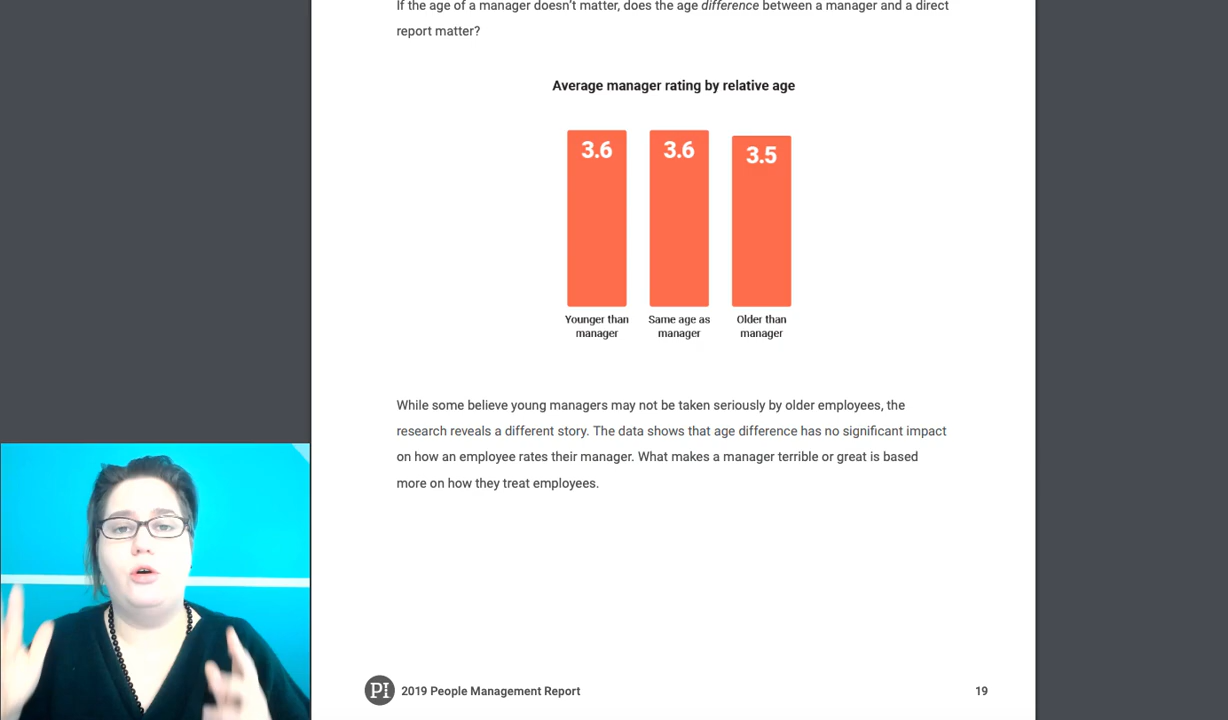 If the age of a manager doesn’t matter, does the age difference between a manager and a direct
report matter?
Average manager rating by relative age
3.6
3.6
3.5
Younger than
manager
Same age as
manager
Older than
manager
While some believe young managers may not be taken seriously by older employees, the
research reveals a different story. The data shows that age difference has no significant impact
on how an employee rates their manager. What makes a manager terrible or great is based
more on how they treat employees.
PI 2019 People Management Report
19